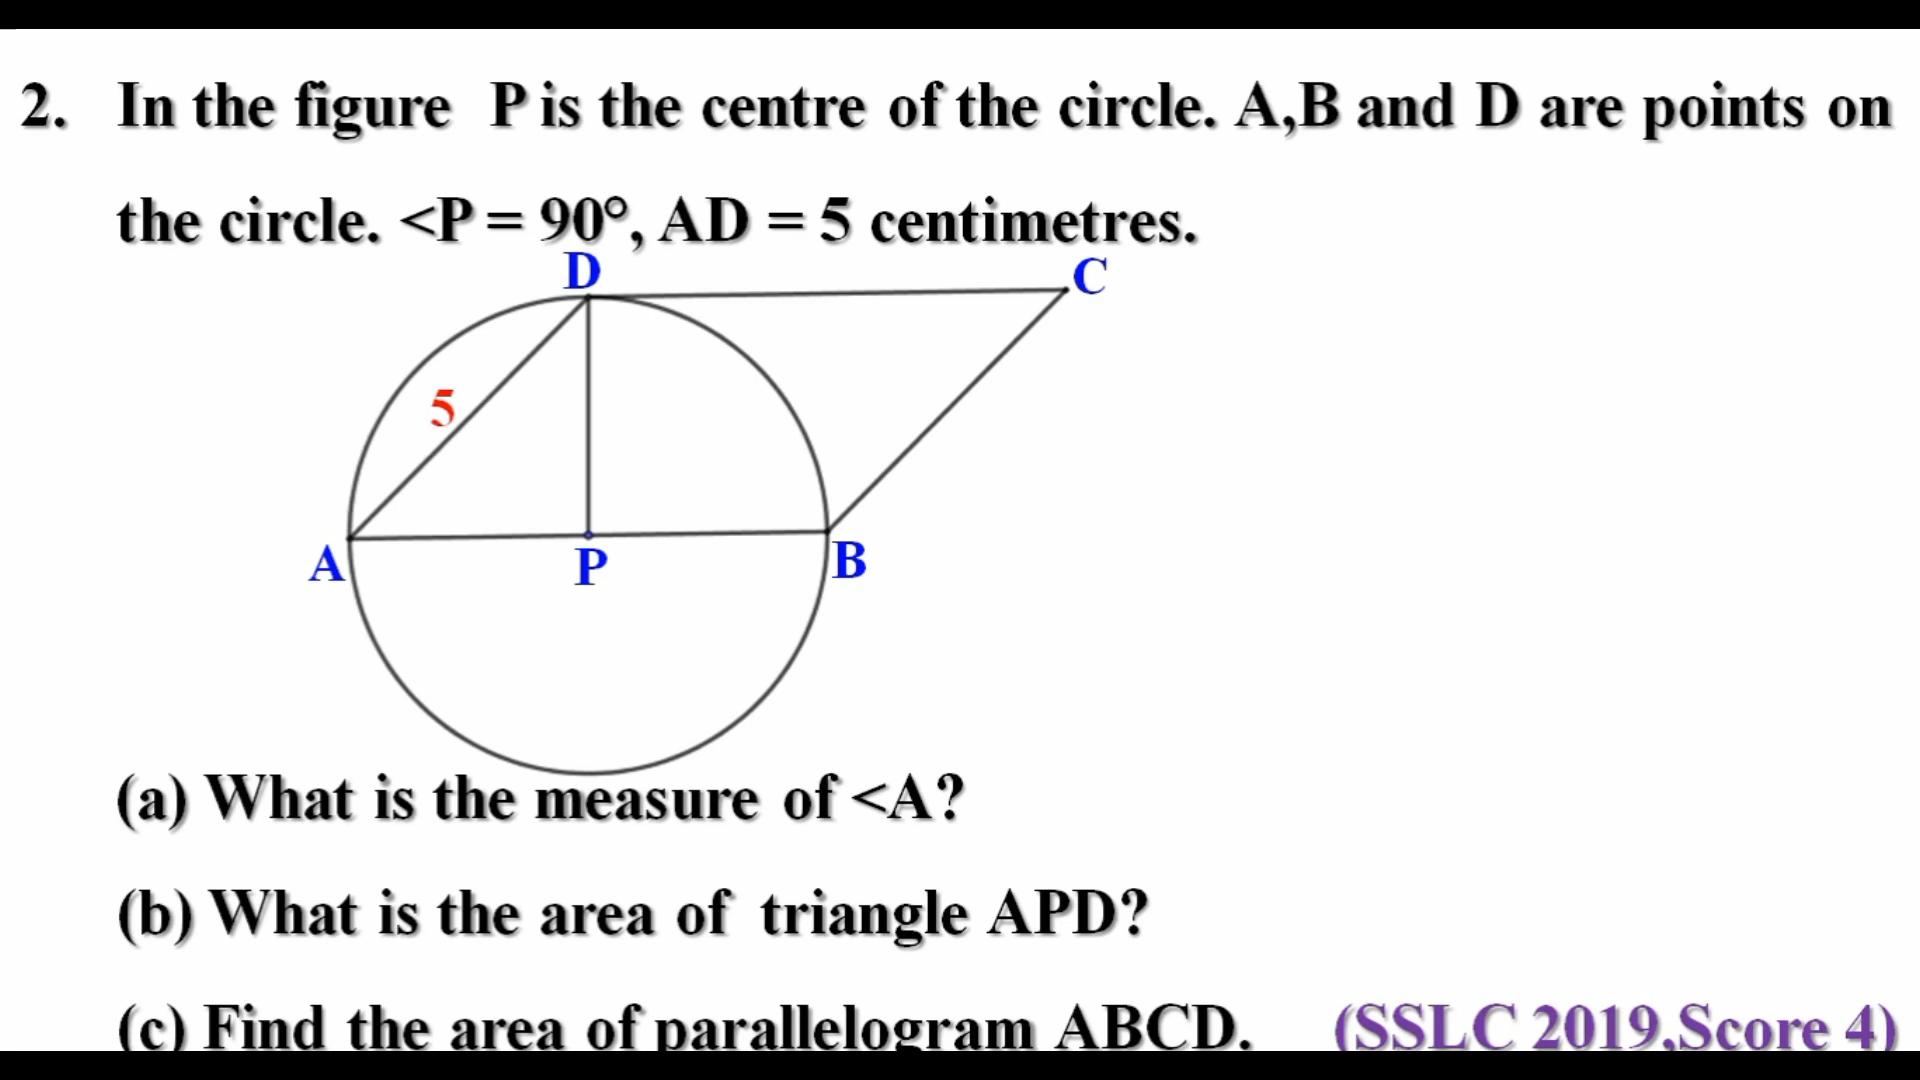 2. In the figure P is the centre of the circle. A,B and D are points on
the circle. <P = 90°, AD = 5 centimetres.
D
C
5
A
P
B
(a) What is the measure of <A?
(b) What is the area of triangle APD?
(c) Find the area of parallelogram ABCD. (SSLC 2019,Score 4)